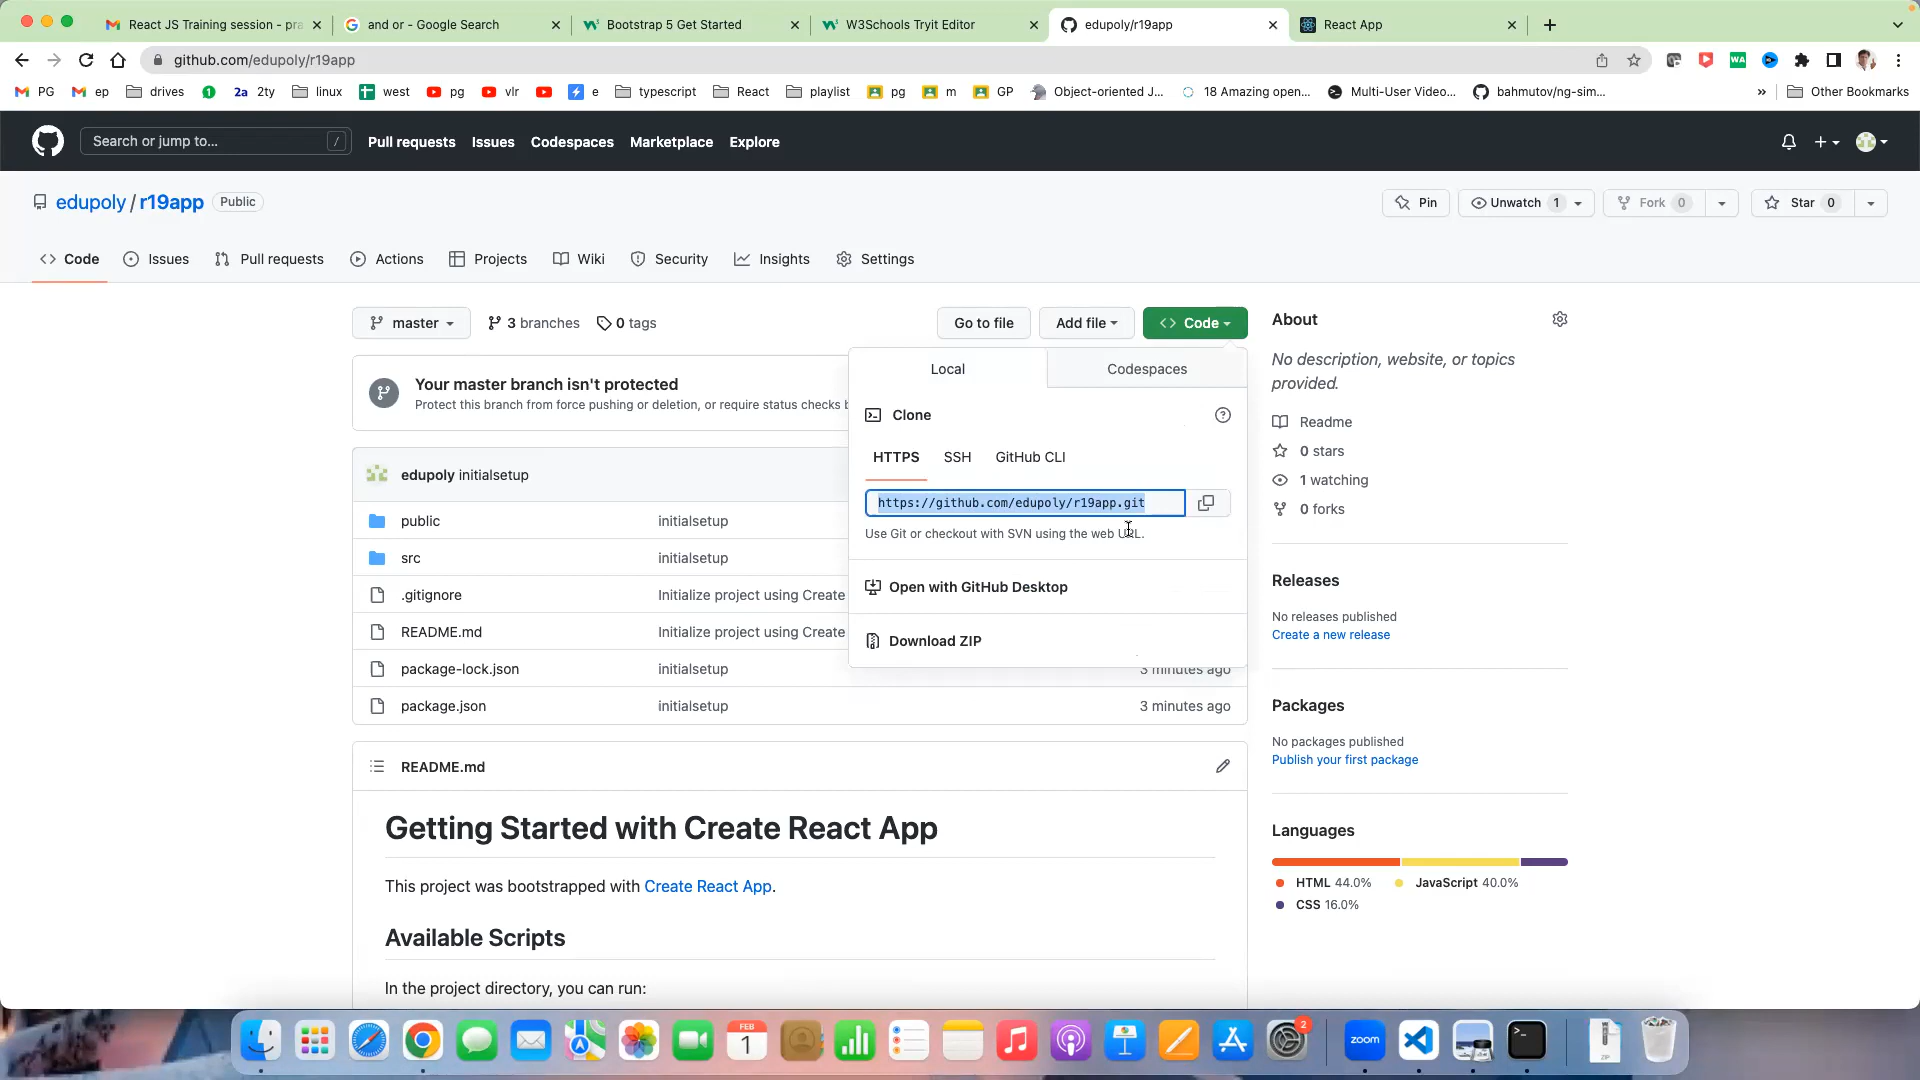 React JS Training session - pra
and or - Google Search
Bootstrap 5 Get Started
W3Schools Tryit Editor
edupoly/r19app
React App
github.com/edupoly/r19app
PG
ep
drives
2a 2ty
linux
west
pg
vlr
e
typescript
React
playlist
pg
m
GP
Object-oriented J...
18 Amazing open...
Multi-User Video...
bahmutov/ng-sim...
»
Other Bookmarks
Search or jump to...
/
Pull requests
Issues
Codespaces
Marketplace
Explore
edupoly / r19app
Public
Pin
Unwatch 1
Fork 0
Star 0
Code
Issues
Pull requests
Actions
Projects
Wiki
Security
Insights
Settings
master
3 branches
0 tags
Go to file
Add file
Code
About
No description, website, or topics
provided.
Readme
0 stars
1 watching
0 forks
Your master branch isn't protected
Protect this branch from force pushing or deletion, or require status checks b
Local
Codespaces
Clone
HTTPS
SSH
GitHub CLI
https://github.com/edupoly/r19app.git
Use Git or checkout with SVN using the web URL.
Open with GitHub Desktop
Download ZIP
edupoly initialsetup
public
initialsetup
src
initialsetup
.gitignore
Initialize project using Create
README.md
Initialize project using Create
package-lock.json
initialsetup
3 minutes ago
package.json
initialsetup
3 minutes ago
Releases
No releases published
Create a new release
Packages
No packages published
Publish your first package
Languages
HTML 44.0%
JavaScript 40.0%
CSS 16.0%
README.md
Getting Started with Create React App
This project was bootstrapped with Create React App.
Available Scripts
In the project directory, you can run:
FEB
1
2
zoom
ZIP